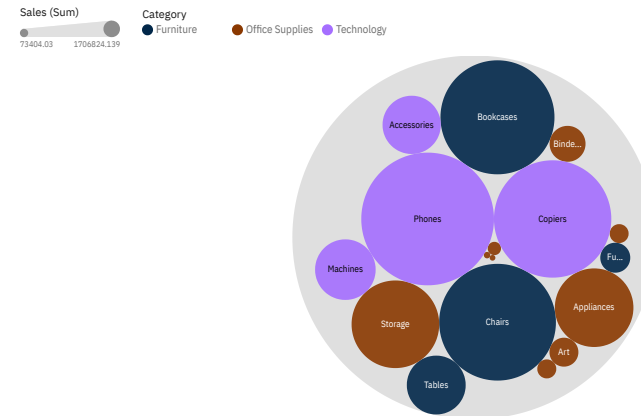 Sales (Sum)
73404.03 1706824.139
Category
Furniture Office Supplies Technology
Bookcases
Accessories
Binde...
Phones
Copiers
Fu...
Machines
Appliances
Storage
Chairs
Art
Tables